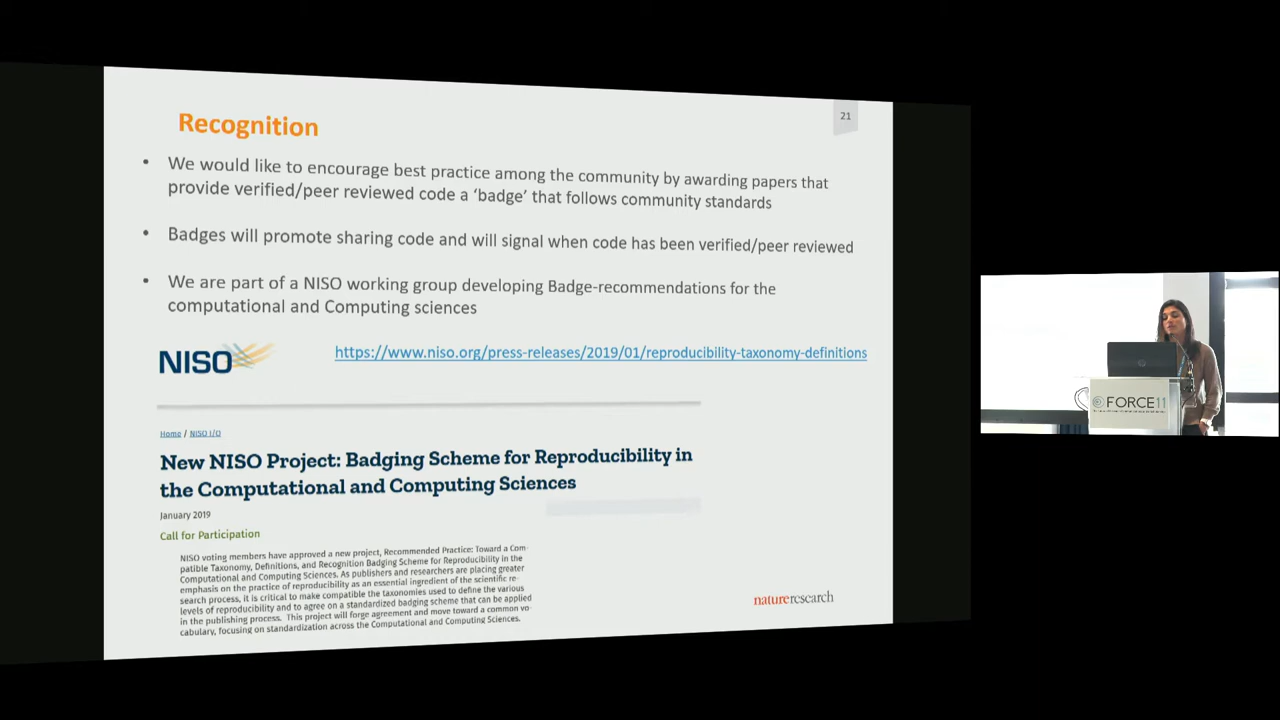 Recognition
21
• We would like to encourage best practice among the community by awarding papers that
provide verified/peer reviewed code a ‘badge’ that follows community standards
• Badges will promote sharing code and will signal when code has been verified/peer reviewed
• We are part of a NISO working group developing Badge-recommendations for the
computational and Computing sciences
NISO
https://www.niso.org/press-releases/2019/01/reproducibility-taxonomy-definitions
Home / NISO I/O
New NISO Project: Badging Scheme for Reproducibility in
the Computational and Computing Sciences
January 2019
Call for Participation
NISO voting members have approved a new project, Recommended Practice: Toward a Com-
patible Taxonomy, Definitions, and Recognition Badging Scheme for Reproducibility in the
Computational and Computing Sciences. As publishers and researchers are placing greater
emphasis on the practice of reproducibility as an essential ingredient of the scientific re-
search process, it is critical to make compatible the taxonomies used to define the various
levels of reproducibility and to agree on a standardized badging scheme that can be applied
in the publishing process. This project will forge agreement and move toward a common vo-
cabulary, focusing on standardization across the Computational and Computing Sciences.
natureresearch
FORCE11